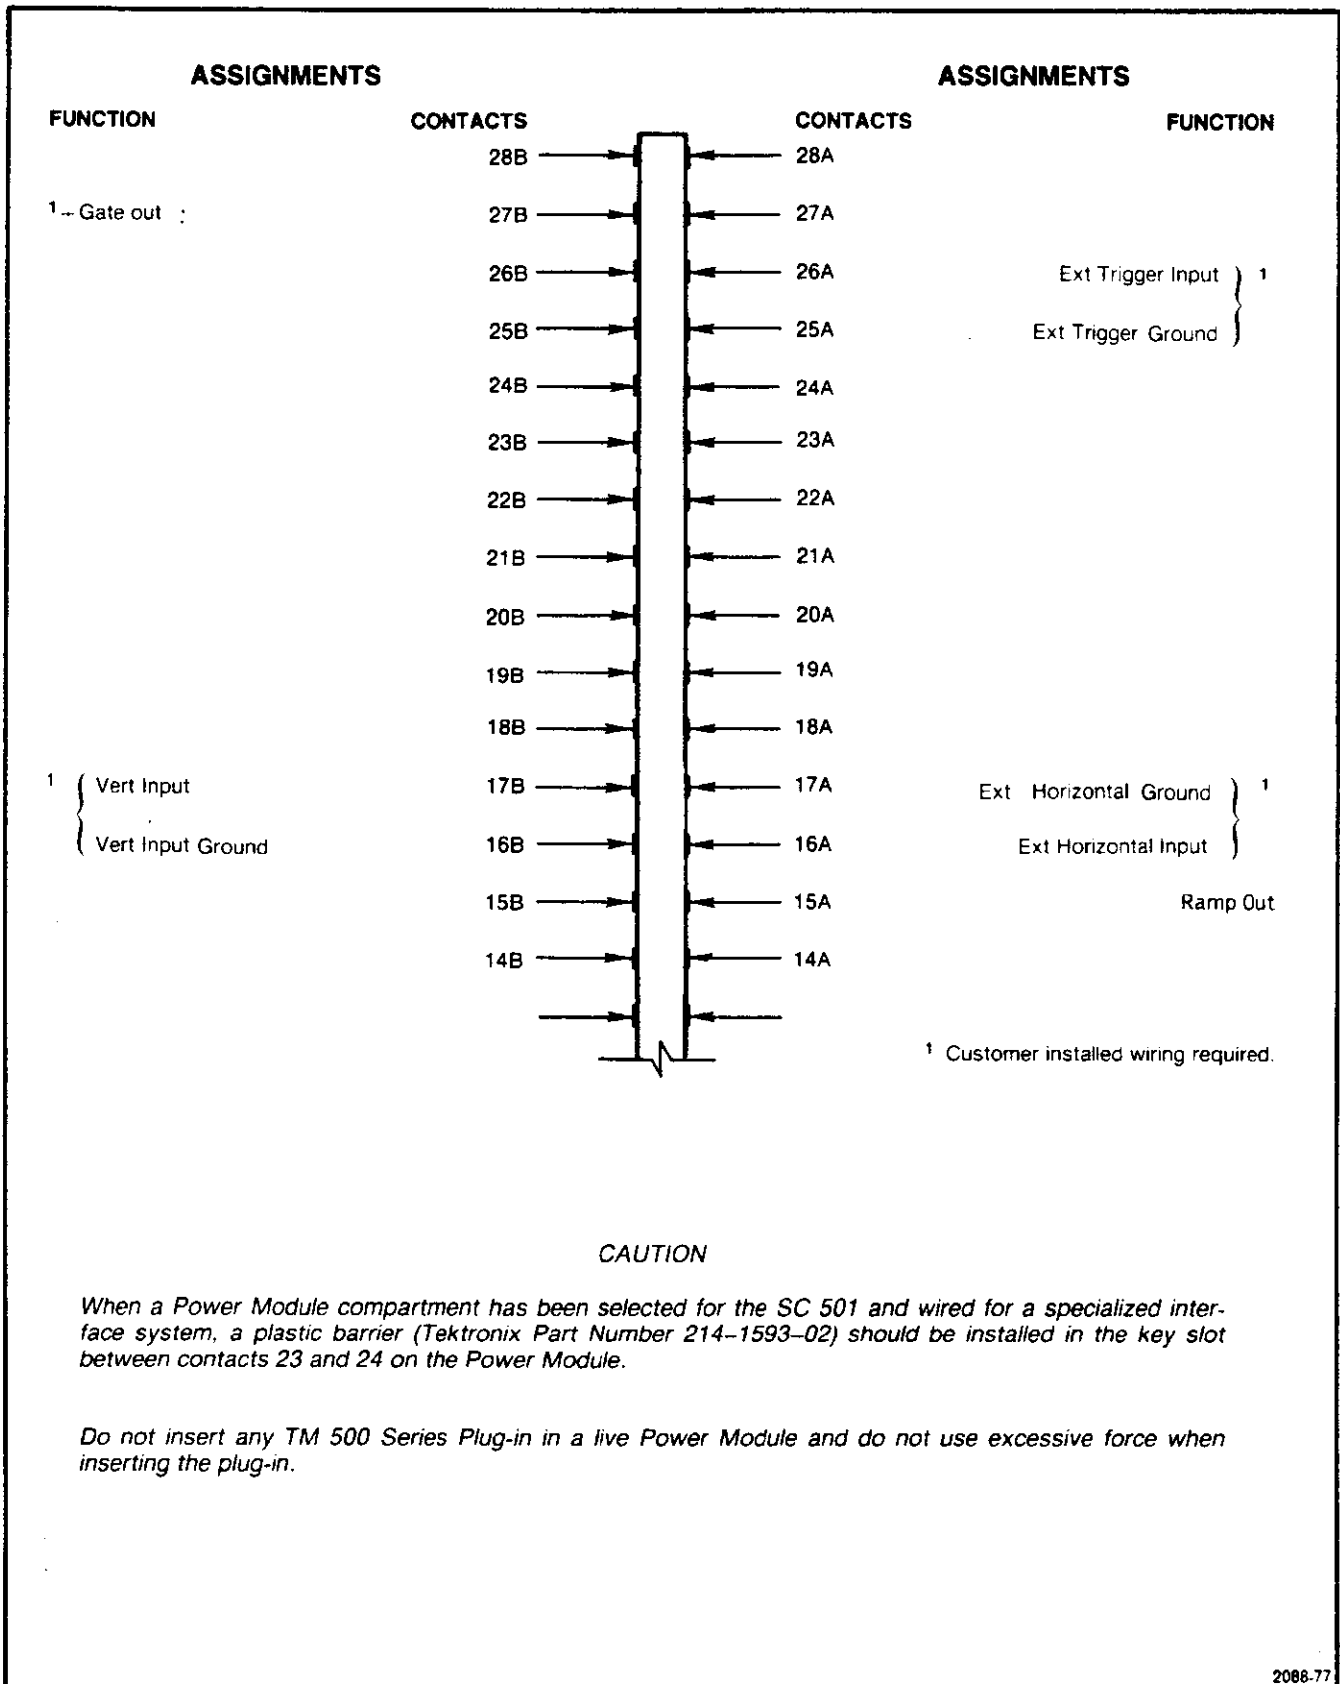 ASSIGNMENTS ASSIGNMENTS
FUNCTION CONTACTS CONTACTS FUNCTION
28B 28A
1 – Gate out : 27B 27A
26B 26A Ext Trigger Input } 1
25B 25A Ext Trigger Ground
24B 24A
23B 23A
22B 22A
21B 21A
20B 20A
19B 19A
18B 18A
1 { Vert Input 17B 17A Ext Horizontal Ground } 1
Vert Input Ground 16B 16A Ext Horizontal Input
15B 15A Ramp Out
14B 14A
1 Customer installed wiring required.
CAUTION
When a Power Module compartment has been selected for the SC 501 and wired for a specialized inter-
face system, a plastic barrier (Tektronix Part Number 214–1593–02) should be installed in the key slot
between contacts 23 and 24 on the Power Module.
Do not insert any TM 500 Series Plug-in in a live Power Module and do not use excessive force when
inserting the plug-in.
2088-77